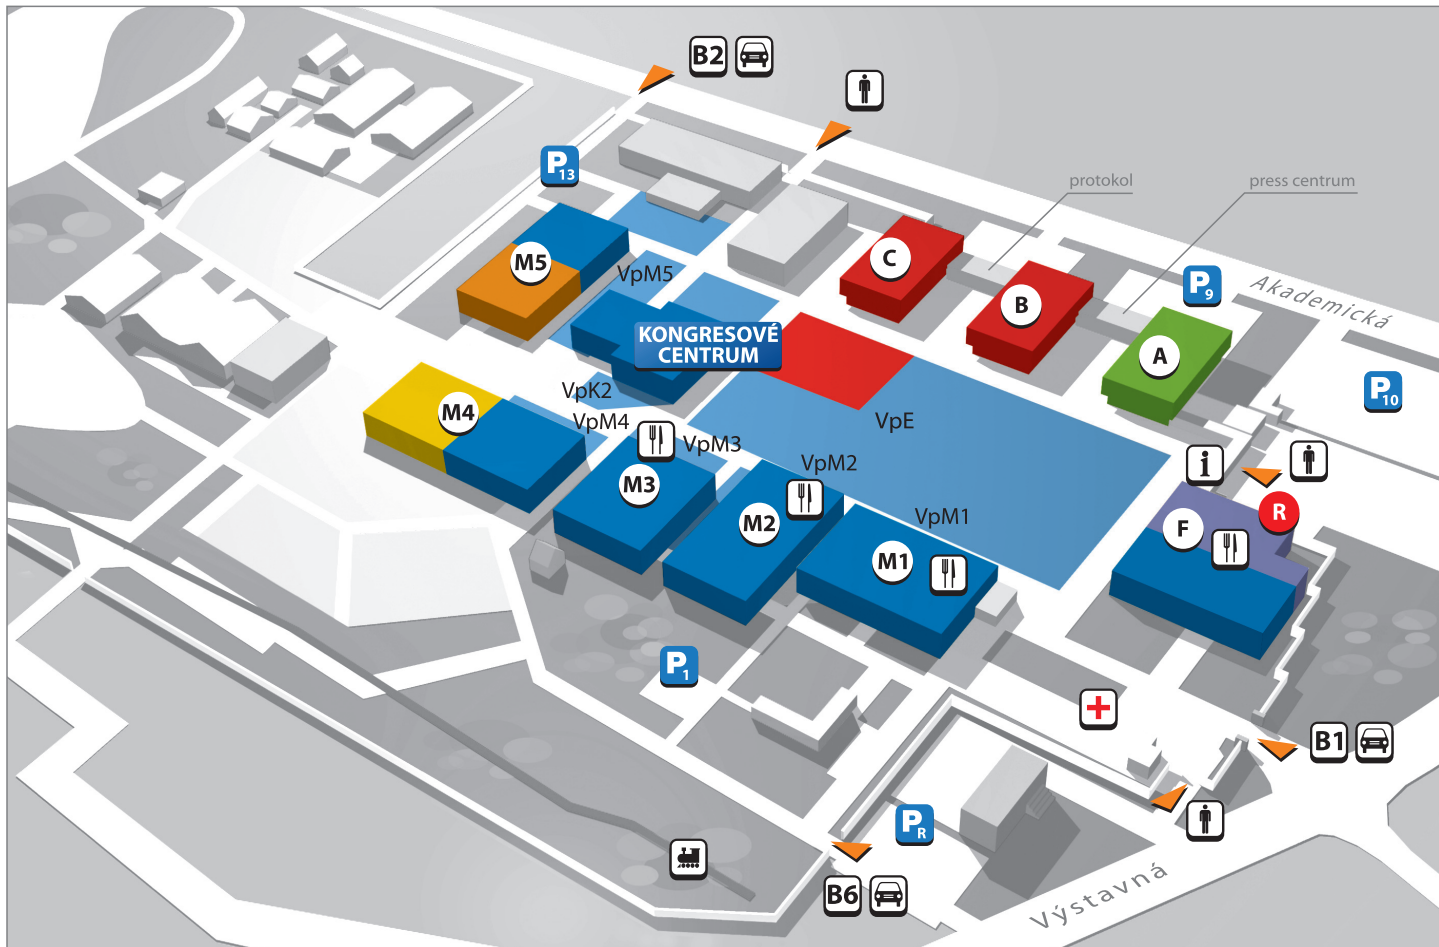 B2
P13
protokol
press centrum
C
M5
VpM5
P9
B
Akademická
KONGRESOVÉ
CENTRUM
A
VpK2
P10
M4
VpM4
VpE
VpM3
VpM2
i
M3
R
M2
VpM1
F
M1
P1
B1
PR
B6
Výstavná